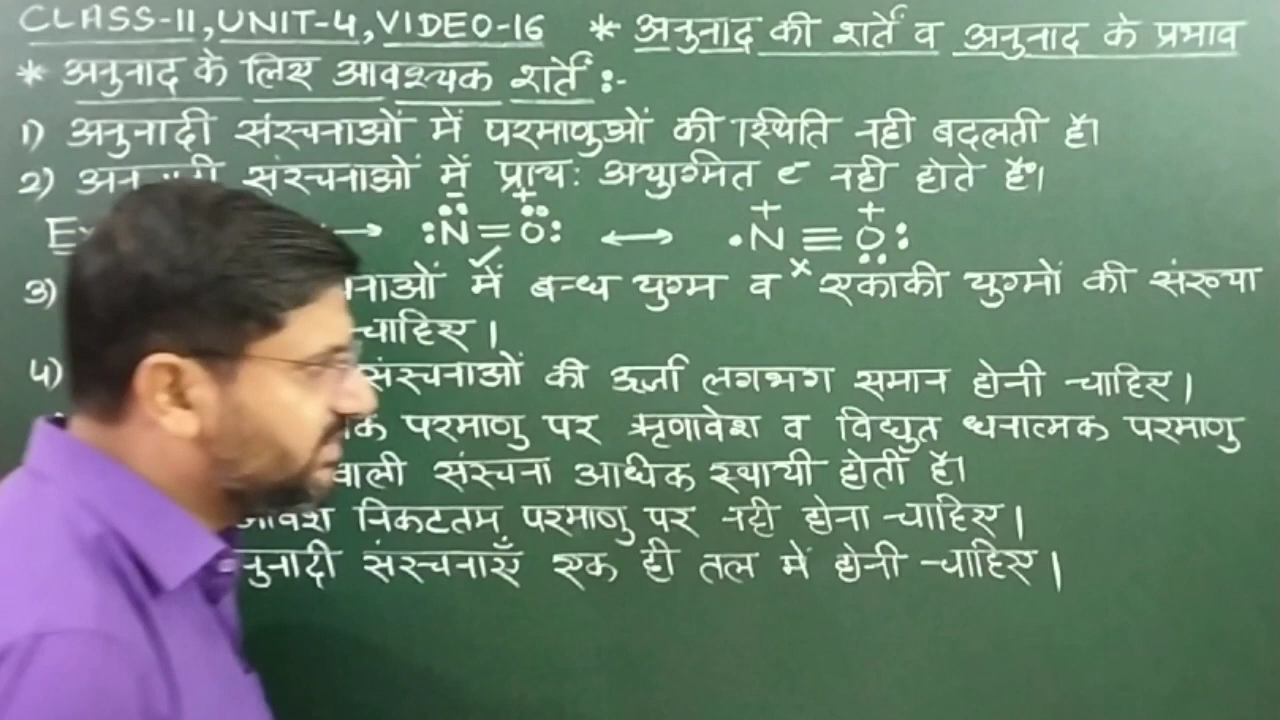 CLASS-11, UNIT-4, VIDEO-16 * अनुनाद की शर्तें व अनुनाद के प्रभाव
* अनुनाद के लिए आवश्यक शर्तें :-
1) अनुनादी संरचनाओं में परमाणुओं की स्थिति नही बदलती है।
2) संरचनाओं में प्रायः अयुग्मित e⁻ नही होते हैं।
→ :N̈⁻=Ö⁺: ↔ •N⁺≡Ö⁺:
✓ ×
3) में बन्ध युग्म व एकाकी युग्मों की संख्या
चाहिए।
4) संरचनाओं की ऊर्जा लगभग समान होनी चाहिए।
परमाणु पर ऋणावेश व विद्युत धनात्मक परमाणु
वाली संरचना अधिक स्थायी होती है।
आवेश निकटतम परमाणु पर नही होना चाहिए।
संरचनाएँ एक ही तल में होनी चाहिए।